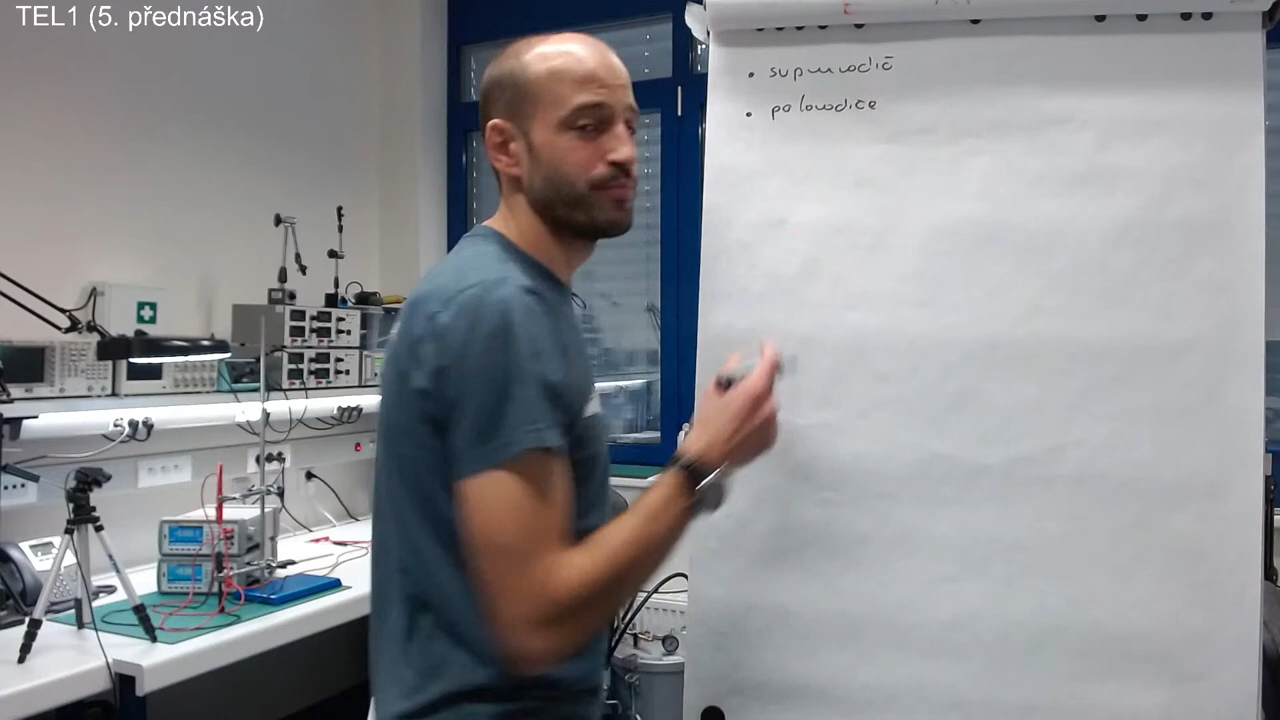 TEL1 (5. přednáška)
• supravodič
• polovodiče